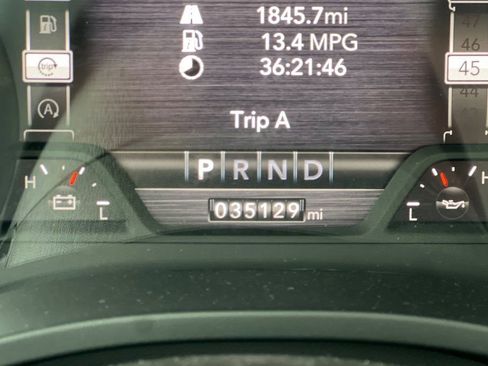 1845.7mi
13.4 MPG
36:21:46
Trip A
trip
A
47
46
45
44
P R N D
H
L
035129 mi
H
L